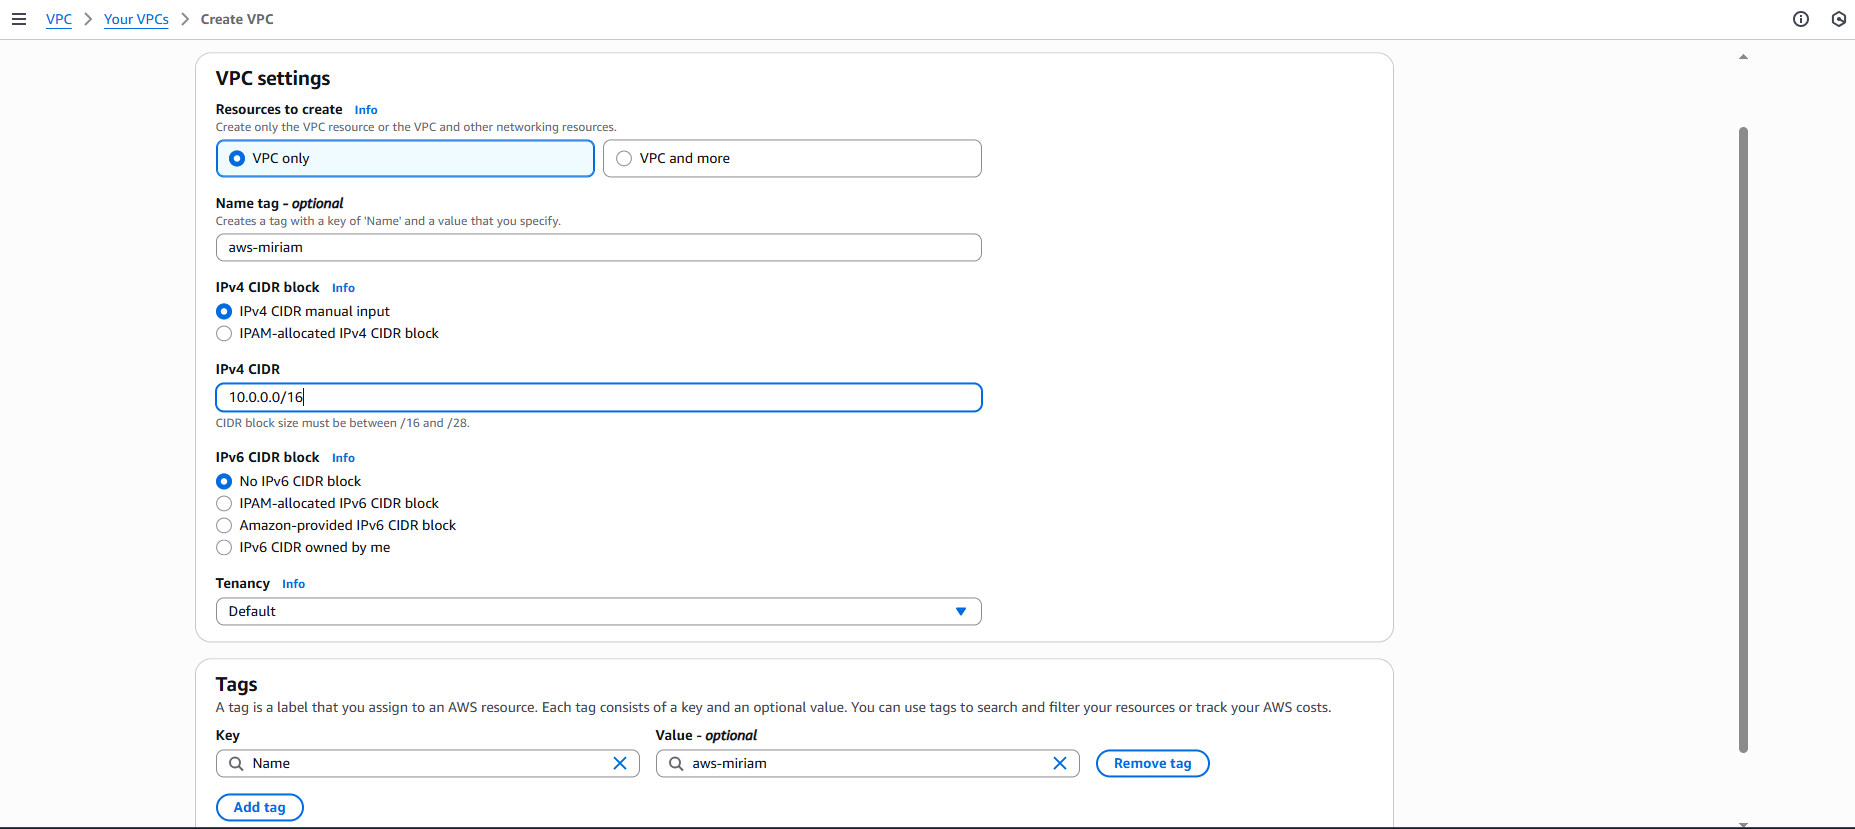 VPC > Your VPCs > Create VPC
VPC settings
Resources to create Info
Create only the VPC resource or the VPC and other networking resources.
VPC only VPC and more
Name tag - optional
Creates a tag with a key of 'Name' and a value that you specify.
aws-miriam
IPv4 CIDR block Info
IPv4 CIDR manual input
IPAM-allocated IPv4 CIDR block
IPv4 CIDR
10.0.0.0/16
CIDR block size must be between /16 and /28.
IPv6 CIDR block Info
No IPv6 CIDR block
IPAM-allocated IPv6 CIDR block
Amazon-provided IPv6 CIDR block
IPv6 CIDR owned by me
Tenancy Info
Default
Tags
A tag is a label that you assign to an AWS resource. Each tag consists of a key and an optional value. You can use tags to search and filter your resources or track your AWS costs.
Key Value - optional
Name aws-miriam Remove tag
Add tag